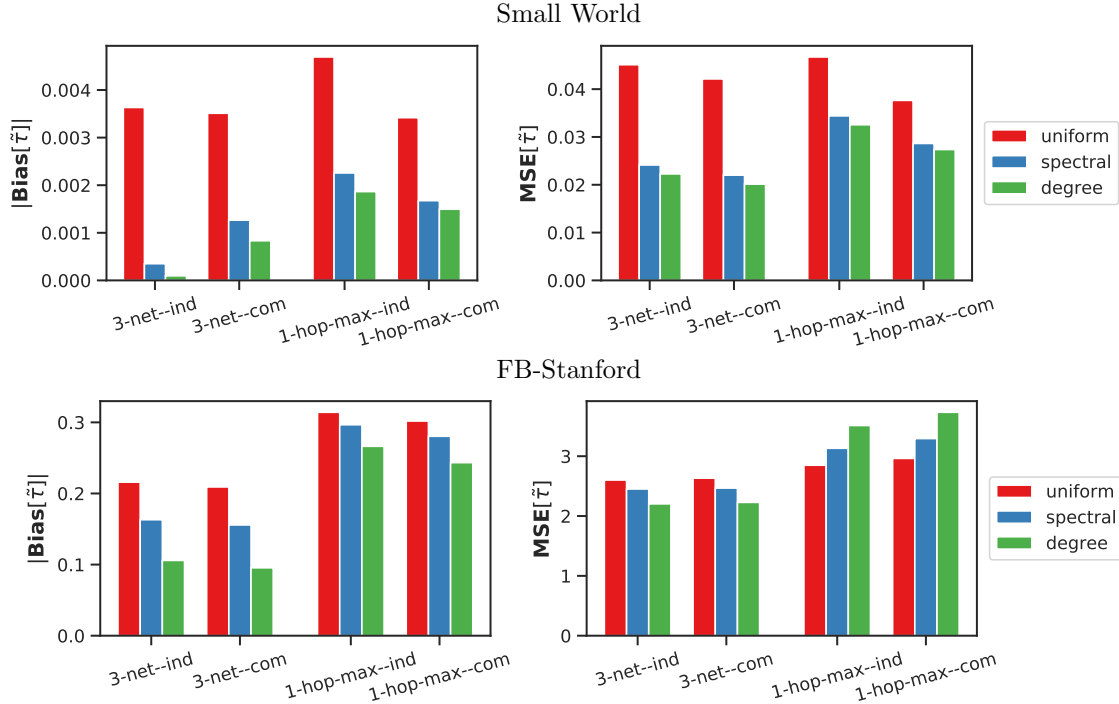 Small World
|Bias[τ̃]|
0.004
0.003
0.002
0.001
0.000
3-net--ind
3-net--com
1-hop-max--ind
1-hop-max--com
MSE[τ̃]
0.04
0.03
0.02
0.01
0.00
3-net--ind
3-net--com
1-hop-max--ind
1-hop-max--com
uniform
spectral
degree
FB-Stanford
|Bias[τ̃]|
0.3
0.2
0.1
0.0
3-net--ind
3-net--com
1-hop-max--ind
1-hop-max--com
MSE[τ̃]
3
2
1
0
3-net--ind
3-net--com
1-hop-max--ind
1-hop-max--com
uniform
spectral
degree